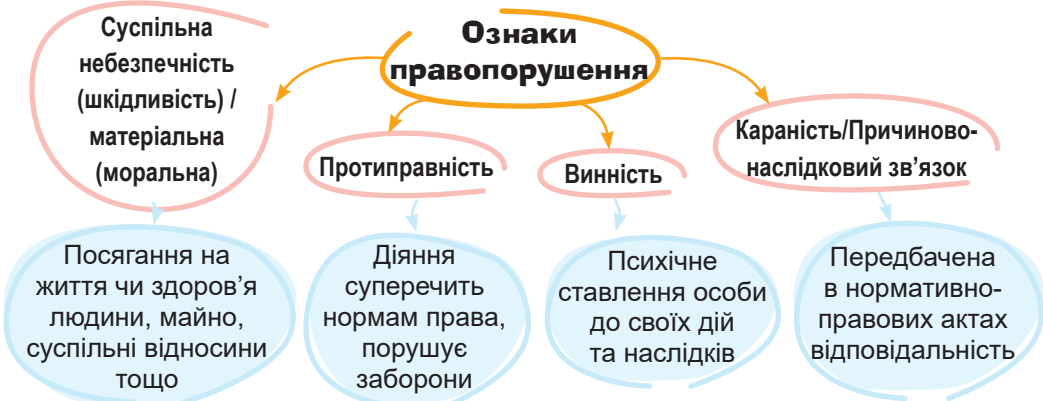 Ознаки
правопорушення
Суспільна
небезпечність
(шкідливість) /
матеріальна
(моральна)
Протиправність
Винність
Караність/Причиново-
наслідковий зв’язок
Посягання на
життя чи здоров’я
людини, майно,
суспільні відносини
тощо
Діяння
суперечить
нормам права,
порушує
заборони
Психічне
ставлення особи
до своїх дій
та наслідків
Передбачена
в нормативно-
правових актах
відповідальність